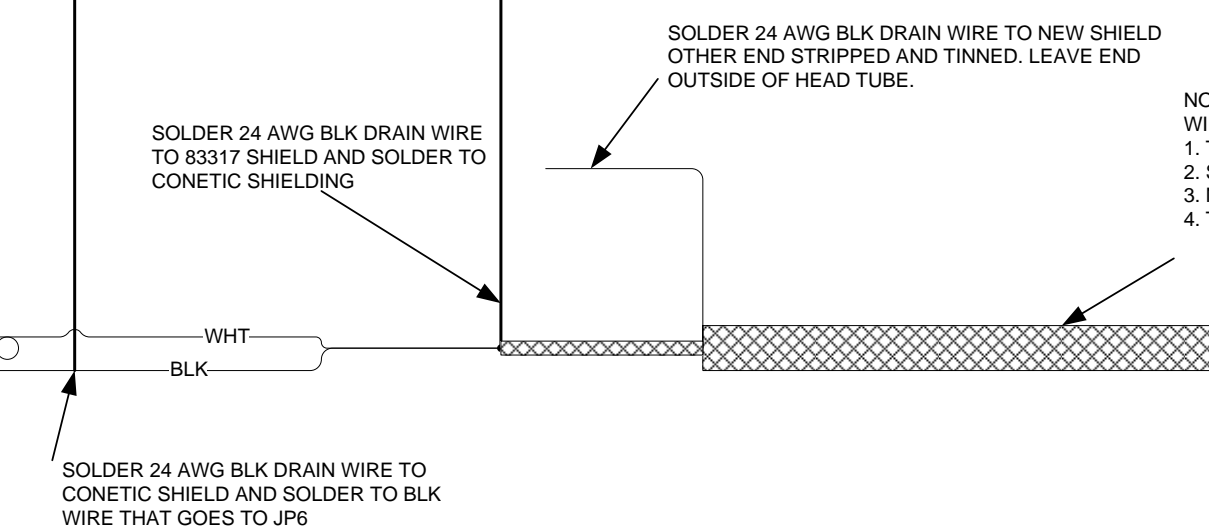 SOLDER 24 AWG BLK DRAIN WIRE TO NEW SHIELD
OTHER END STRIPPED AND TINNED. LEAVE END
OUTSIDE OF HEAD TUBE.
SOLDER 24 AWG BLK DRAIN WIRE
TO 83317 SHIELD AND SOLDER TO
CONETIC SHIELDING
1.
2.
3.
4.
WHT
BLK
SOLDER 24 AWG BLK DRAIN WIRE TO
CONETIC SHIELD AND SOLDER TO BLK
WIRE THAT GOES TO JP6